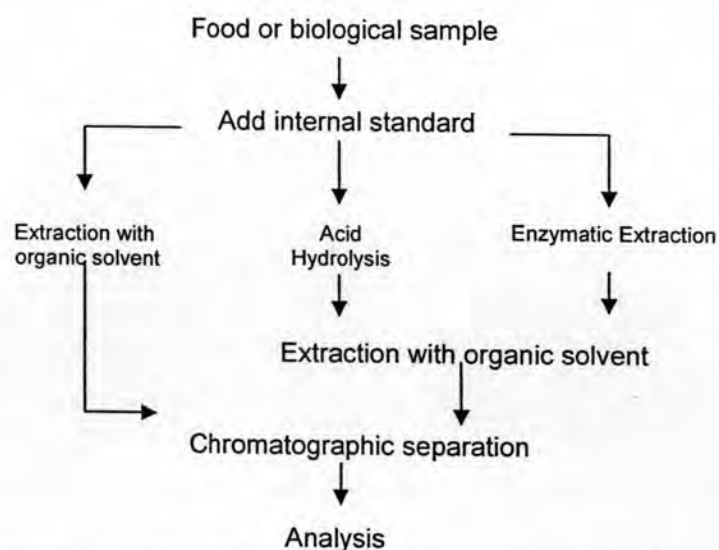 Food or biological sample
Add internal standard
Extraction with
organic solvent
Acid
Hydrolysis
Enzymatic Extraction
Extraction with organic solvent
Chromatographic separation
Analysis